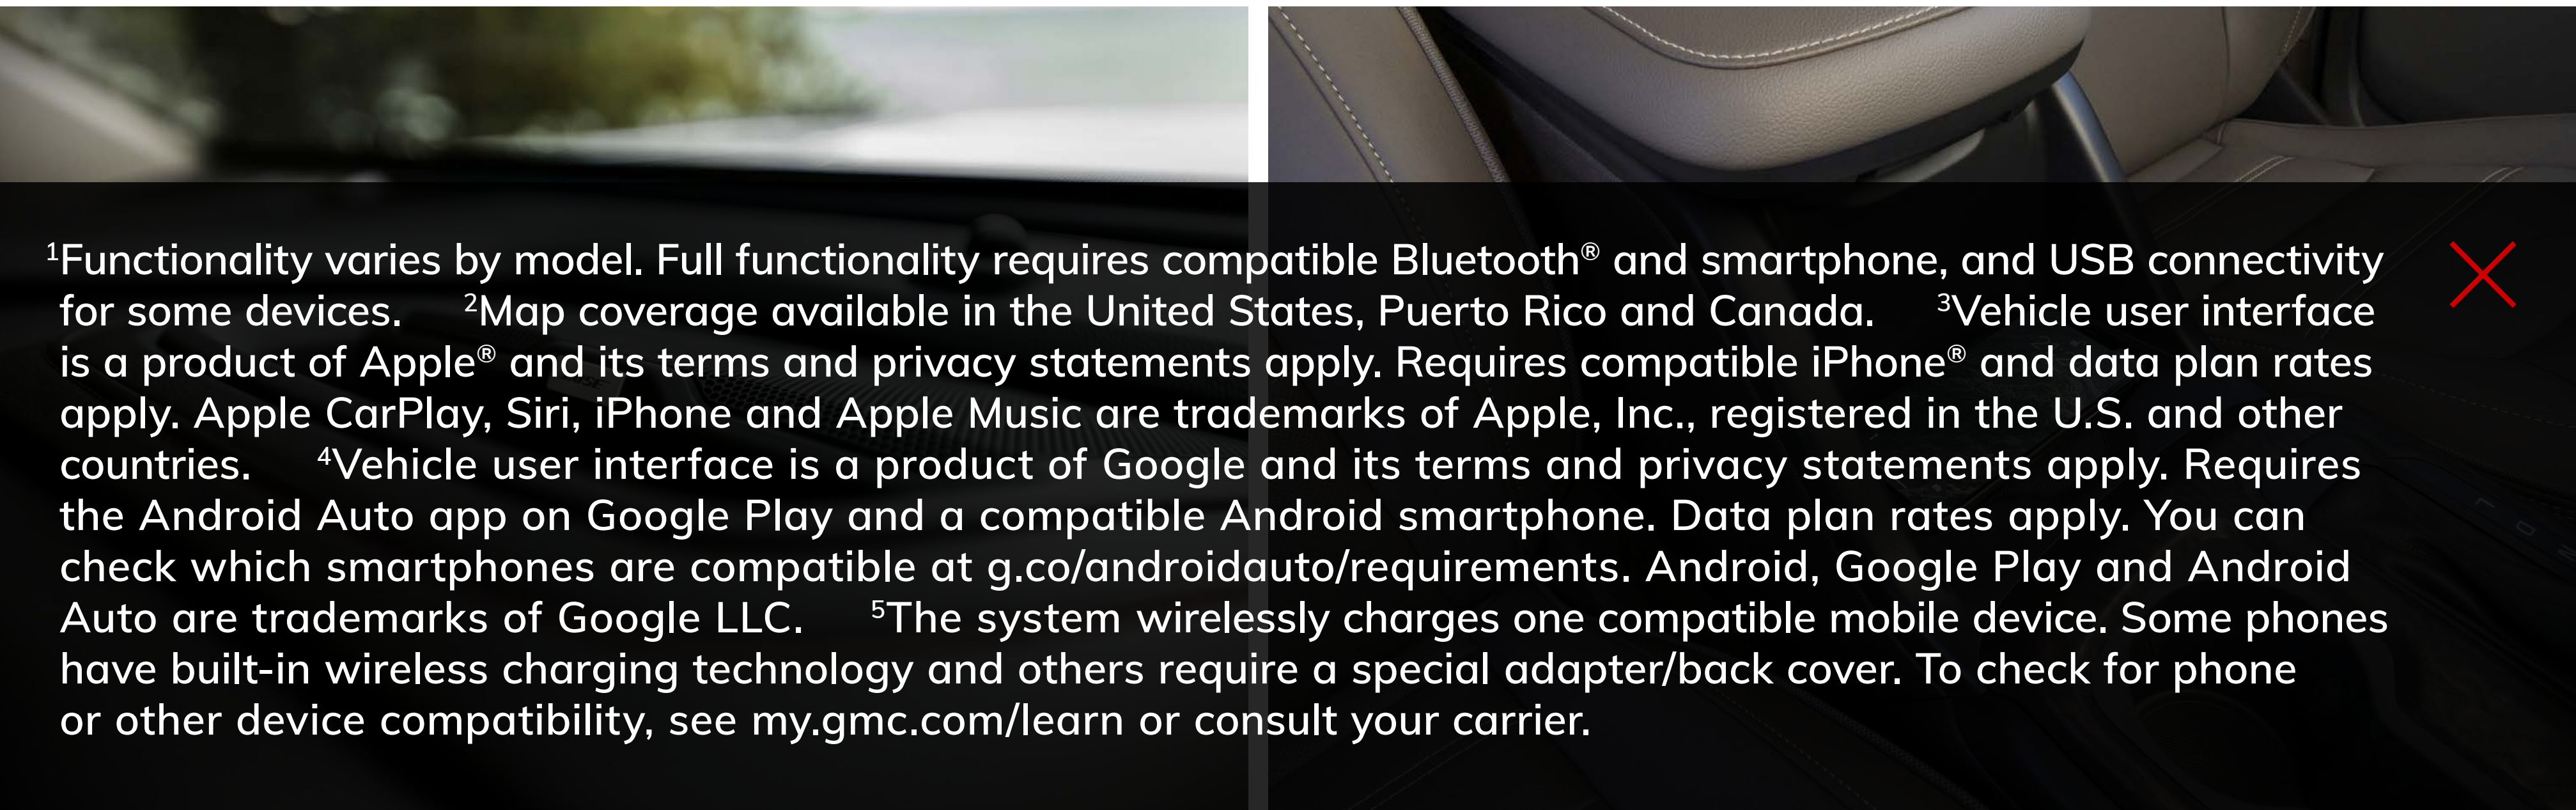 ¹Functionality varies by model. Full functionality requires compatible Bluetooth® and smartphone, and USB connectivity
for some devices. ²Map coverage available in the United States, Puerto Rico and Canada. ³Vehicle user interface
is a product of Apple® and its terms and privacy statements apply. Requires compatible iPhone® and data plan rates
apply. Apple CarPlay, Siri, iPhone and Apple Music are trademarks of Apple, Inc., registered in the U.S. and other
countries. ⁴Vehicle user interface is a product of Google and its terms and privacy statements apply. Requires
the Android Auto app on Google Play and a compatible Android smartphone. Data plan rates apply. You can
check which smartphones are compatible at g.co/androidauto/requirements. Android, Google Play and Android
Auto are trademarks of Google LLC. ⁵The system wirelessly charges one compatible mobile device. Some phones
have built-in wireless charging technology and others require a special adapter/back cover. To check for phone
or other device compatibility, see my.gmc.com/learn or consult your carrier.